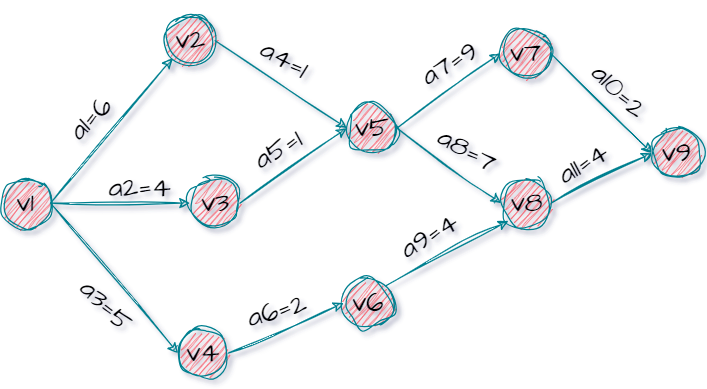 v2
v7
a4=1
a7=9
a10=2
a1=6
v5
a5=1
a8=7
v9
a11=4
v1
a2=4
v3
v8
a9=4
a3=5
a6=2
v6
v4